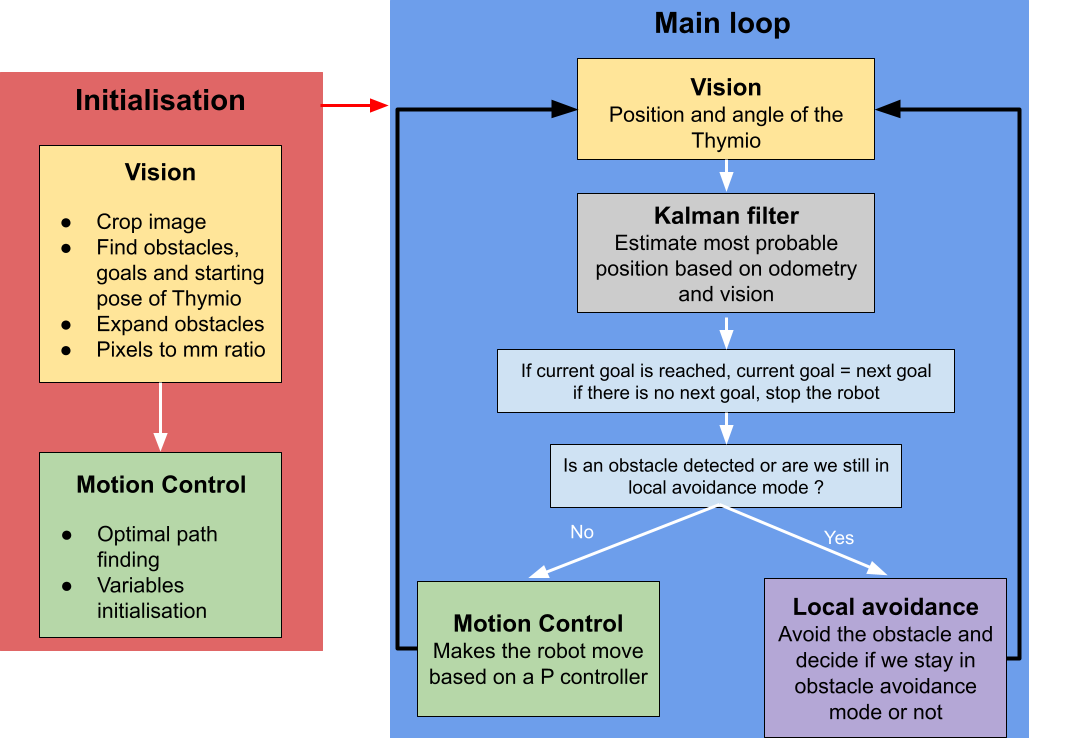 Initialisation
Vision
● Crop image
● Find obstacles,
goals and starting
pose of Thymio
● Expand obstacles
● Pixels to mm ratio
Motion Control
● Optimal path
finding
● Variables
initialisation
Main loop
Vision
Position and angle of the
Thymio
Kalman filter
Estimate most probable
position based on odometry
and vision
If current goal is reached, current goal = next goal
if there is no next goal, stop the robot
Is an obstacle detected or are we still in
local avoidance mode ?
No
Yes
Motion Control
Makes the robot move
based on a P controller
Local avoidance
Avoid the obstacle and
decide if we stay in
obstacle avoidance
mode or not